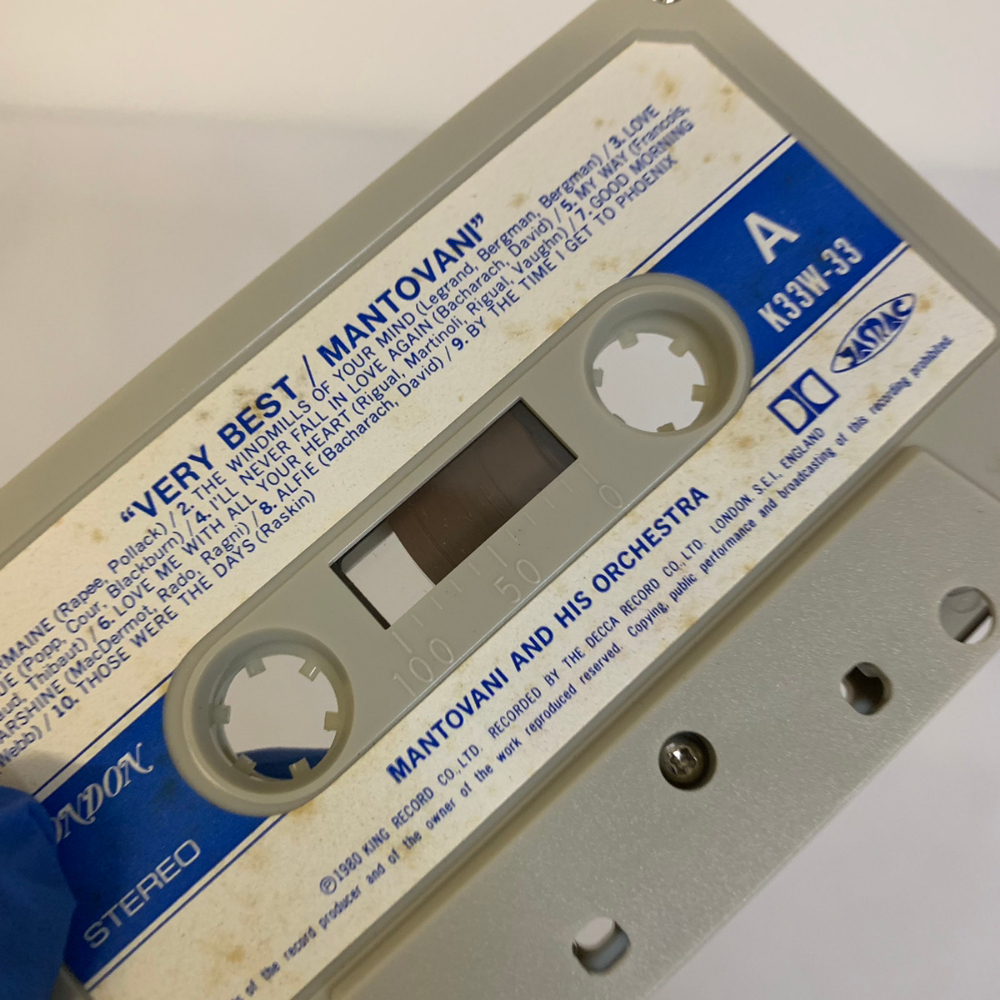 "VERY BEST / MANTOVANI"
RMAINE (Rapee, Pollack) / 2. THE WINDMILLS OF YOUR MIND (Legrand, Bergman, Bergman) / 3. LOVE
UE (Popp, Cour, Blackburn) / 4. I'LL NEVER FALL IN LOVE AGAIN (Bacharach, David) / 5. MY WAY (Francois,
aud, Thibaut) / 6. LOVE ME WITH ALL YOUR HEART (Rigual, Martinoli, Rigual, Vaughn) / 7. GOOD MORNING
ARSHINE (MacDermot, Rado, Ragni) / 8. ALFIE (Bacharach, David) / 9. BY THE TIME I GET TO PHOENIX
Webb) / 10. THOSE WERE THE DAYS (Raskin)
A
K33W-33
JASRAC
ONDON
STEREO
100 50 0
MANTOVANI AND HIS ORCHESTRA
Ⓟ1980 KING RECORD CO., LTD. RECORDED BY THE DECCA RECORD CO., LTD. LONDON, S.E.I., ENGLAND
of the record producer and of the owner of the work reproduced reserved. Copying, public performance and broadcasting of this recording prohibited.